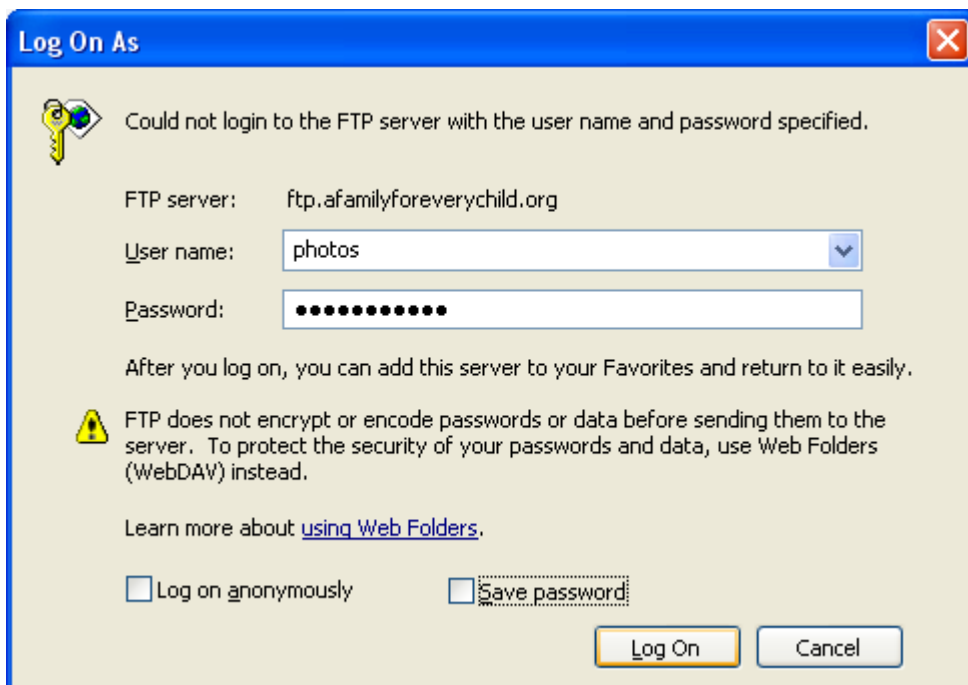 Log On As
Could not login to the FTP server with the user name and password specified.
FTP server: ftp.afamilyforeverychild.org
User name: photos
Password: ●●●●●●●●●●●
After you log on, you can add this server to your Favorites and return to it easily.
FTP does not encrypt or encode passwords or data before sending them to the
server. To protect the security of your passwords and data, use Web Folders
(WebDAV) instead.
Learn more about using Web Folders.
Log on anonymously Save password
Log On Cancel